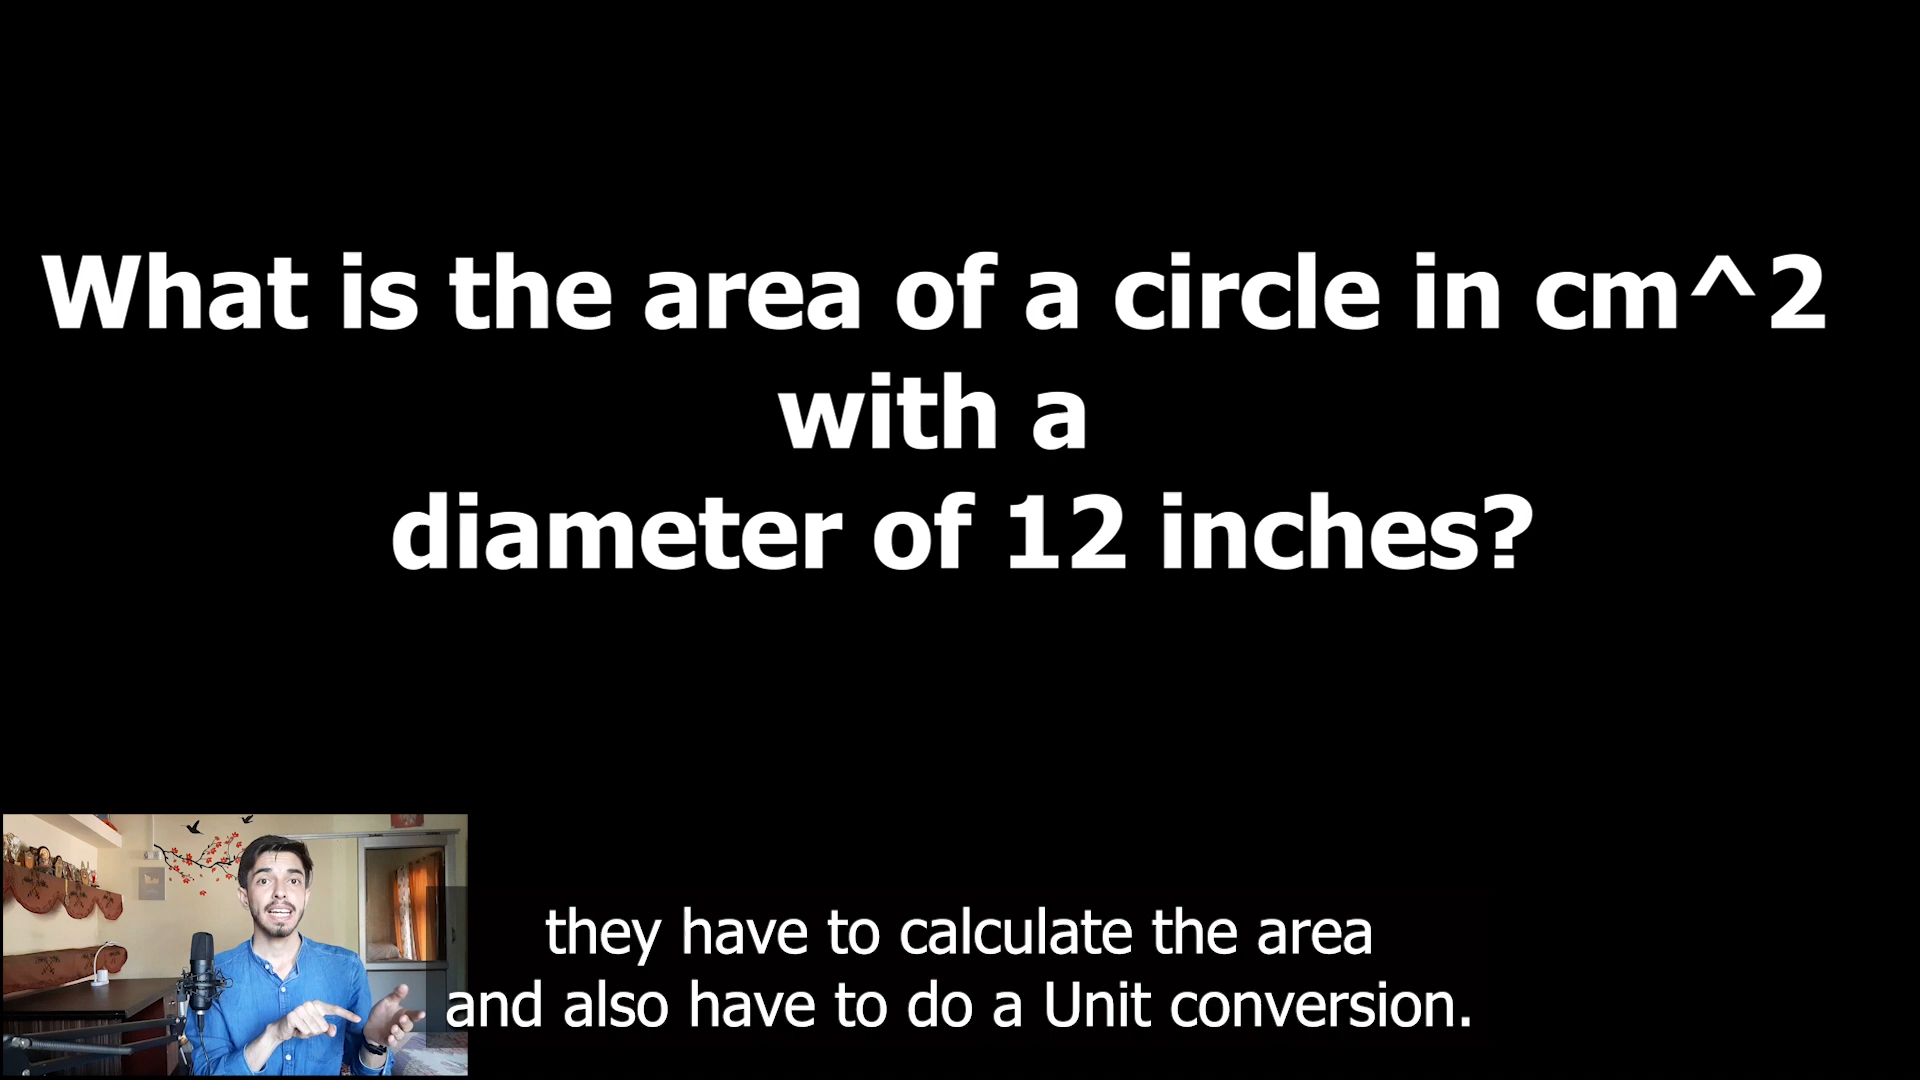 What is the area of a circle in cm^2
with a
diameter of 12 inches?
they have to calculate the area
and also have to do a Unit conversion.